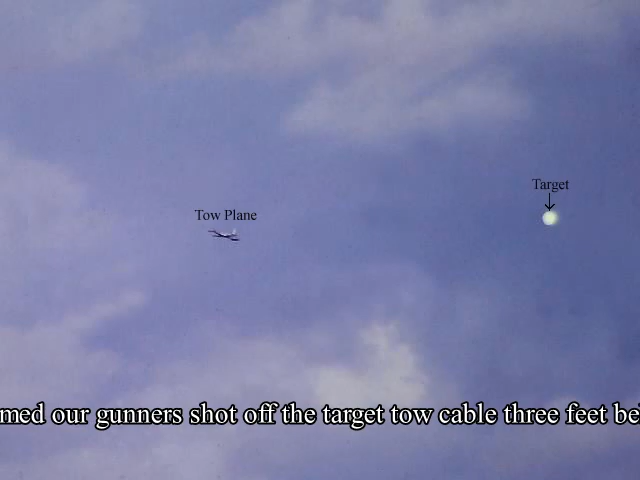 Target
Tow Plane
med our gunners shot off the target tow cable three feet be